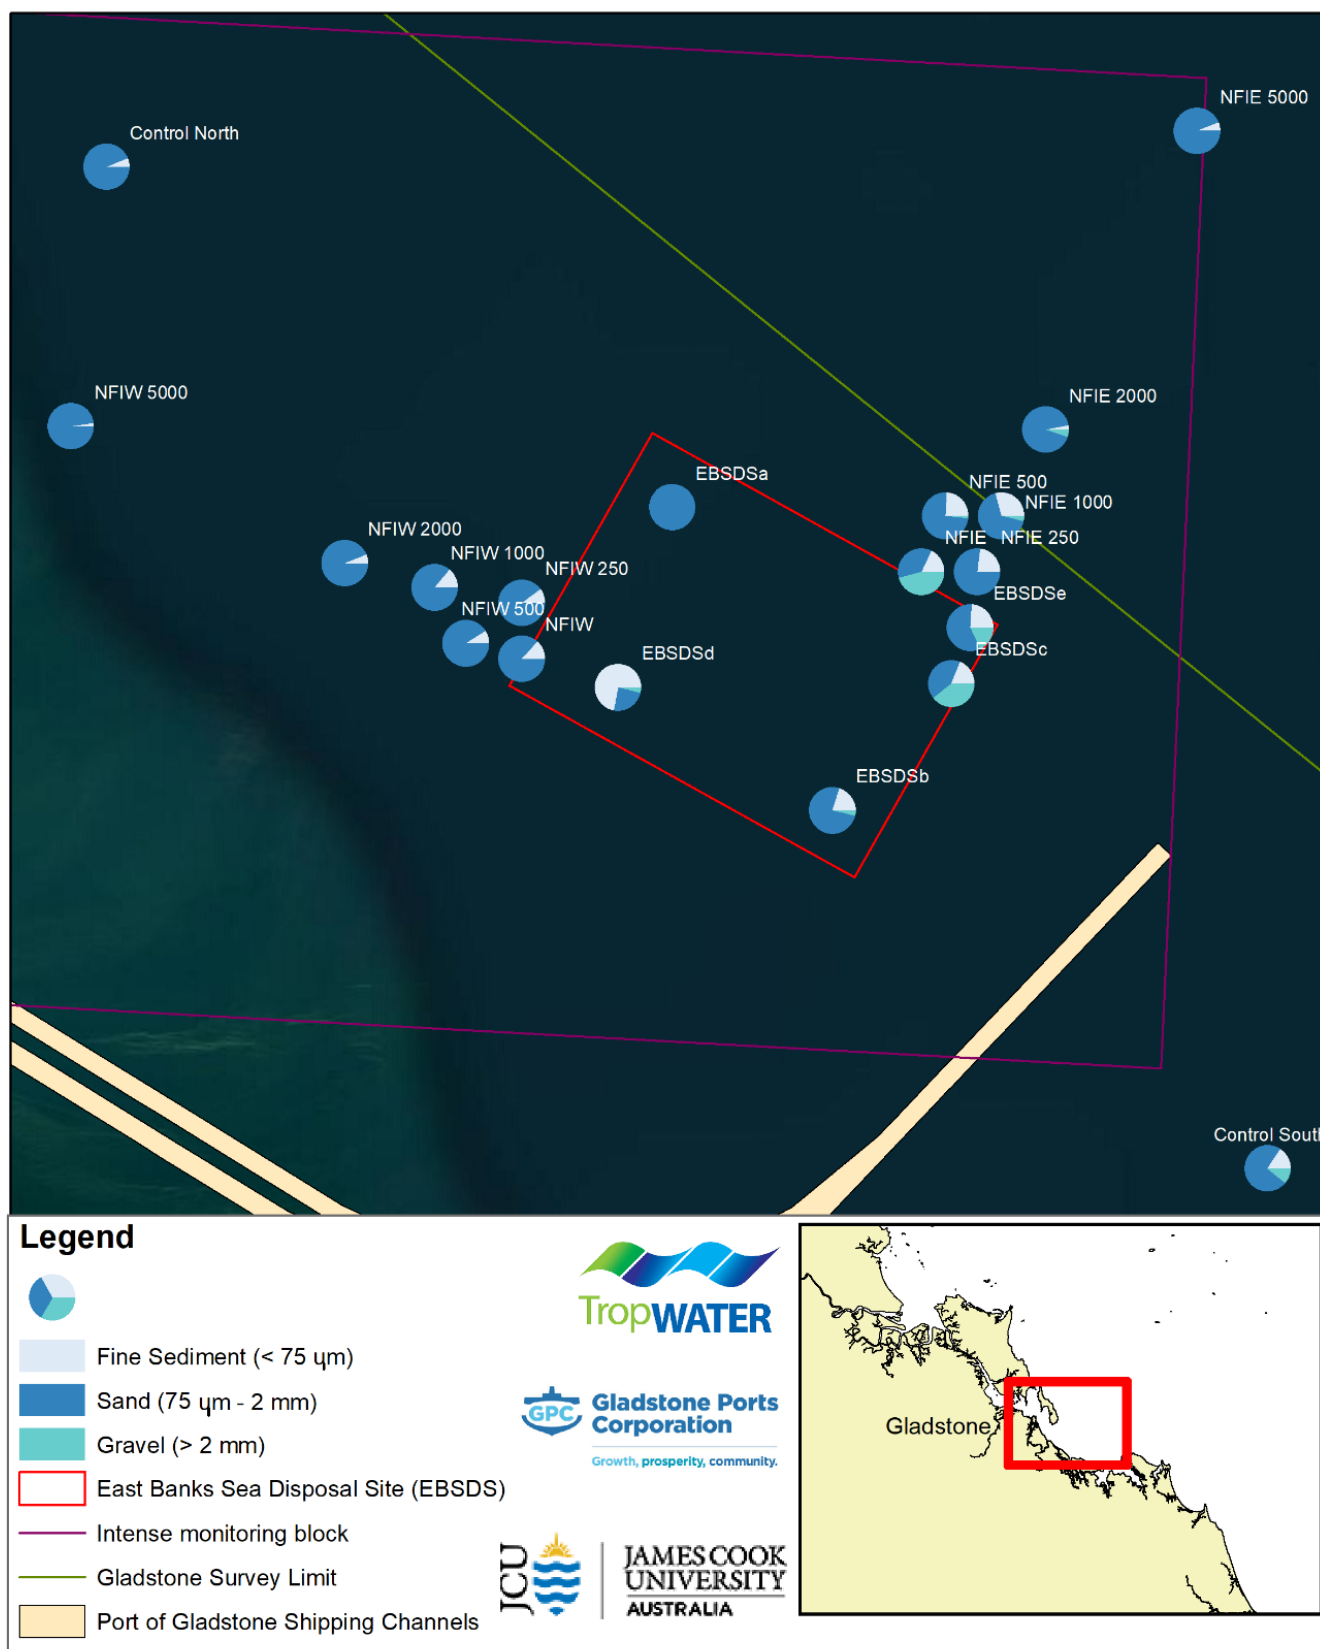 NFIE 5000
Control North
NFIW 5000
NFIE 2000
EBSDSa
NFIE 500
NFIE 1000
NFIW 2000
NFIW 1000
NFIW 250
NFIE
NFIE 250
EBSDSe
NFIW 500
NFIW
EBSDSd
EBSDSc
EBSDSb
Control South
Legend
Fine Sediment (< 75 ųm)
Sand (75 ųm - 2 mm)
Gravel (> 2 mm)
East Banks Sea Disposal Site (EBSDS)
Intense monitoring block
Gladstone Survey Limit
Port of Gladstone Shipping Channels
TropWATER
GPC
Gladstone Ports
Corporation
Growth, prosperity, community.
JCU
JAMES COOK
UNIVERSITY
AUSTRALIA
Gladstone